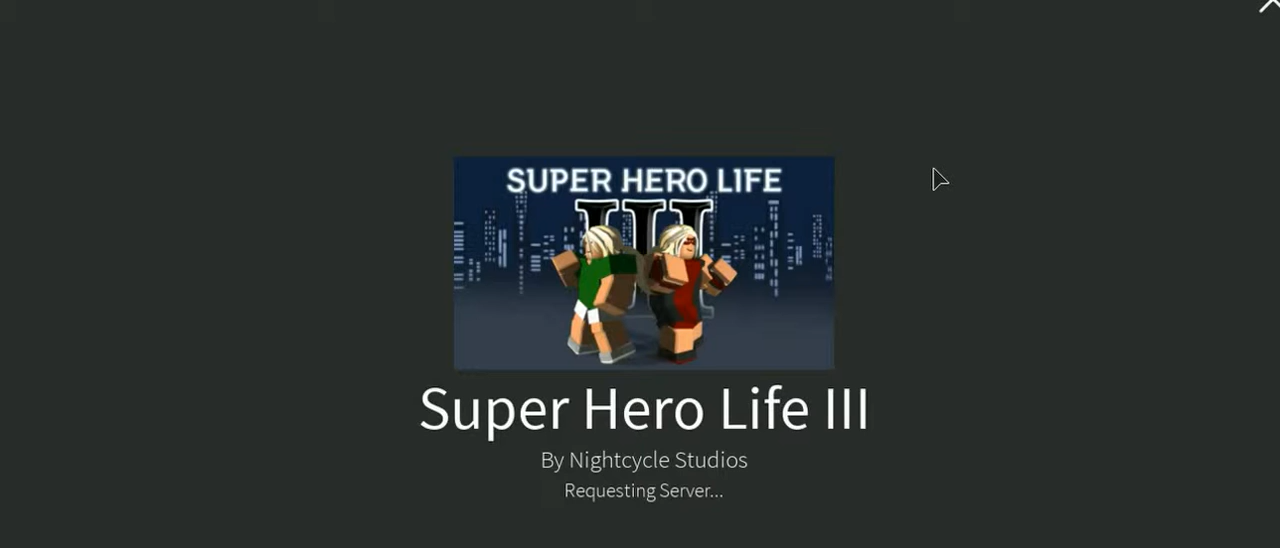 SUPER HERO LIFE
III
Super Hero Life III
By Nightcycle Studios
Requesting Server...